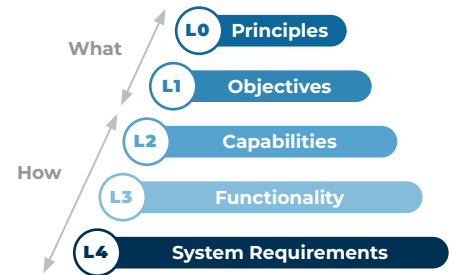 L0 Principles
What
L1 Objectives
L2 Capabilities
How
L3 Functionality
L4 System Requirements